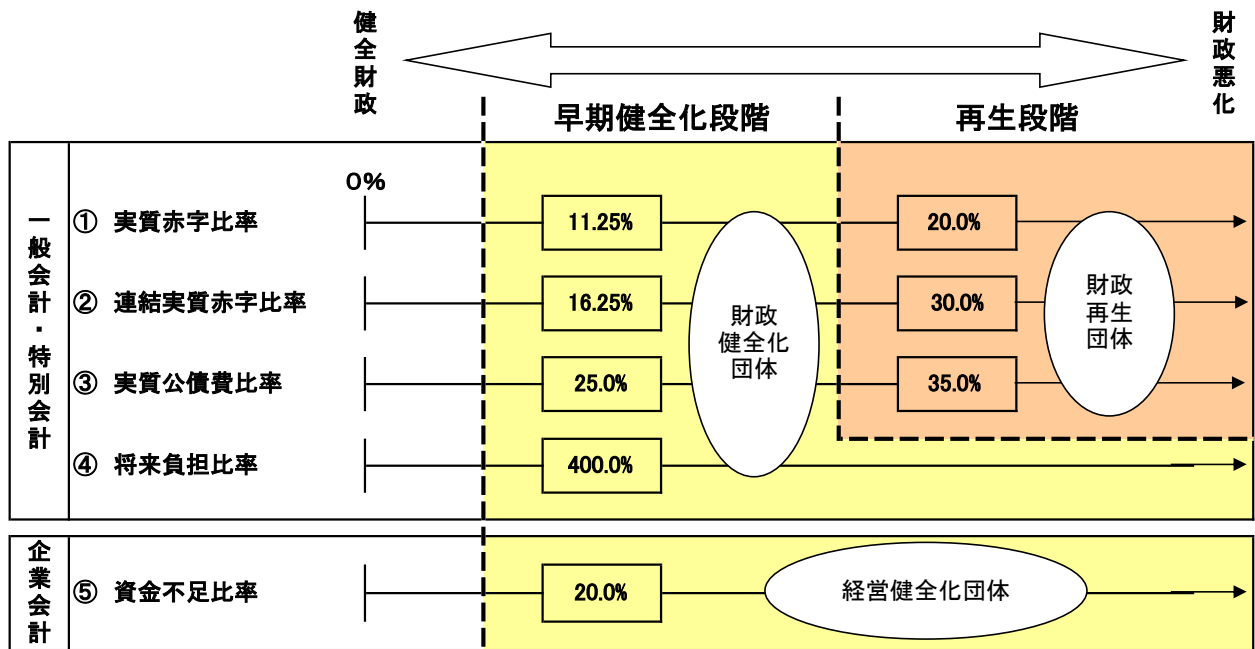 健全財政
財政悪化
早期健全化段階
再生段階
一般会計・特別会計
0%
① 実質赤字比率
11.25%
20.0%
② 連結実質赤字比率
16.25%
30.0%
③ 実質公債費比率
25.0%
35.0%
④ 将来負担比率
400.0%
財政
健全化
団体
財政
再生
団体
企業会計
⑤ 資金不足比率
20.0%
経営健全化団体